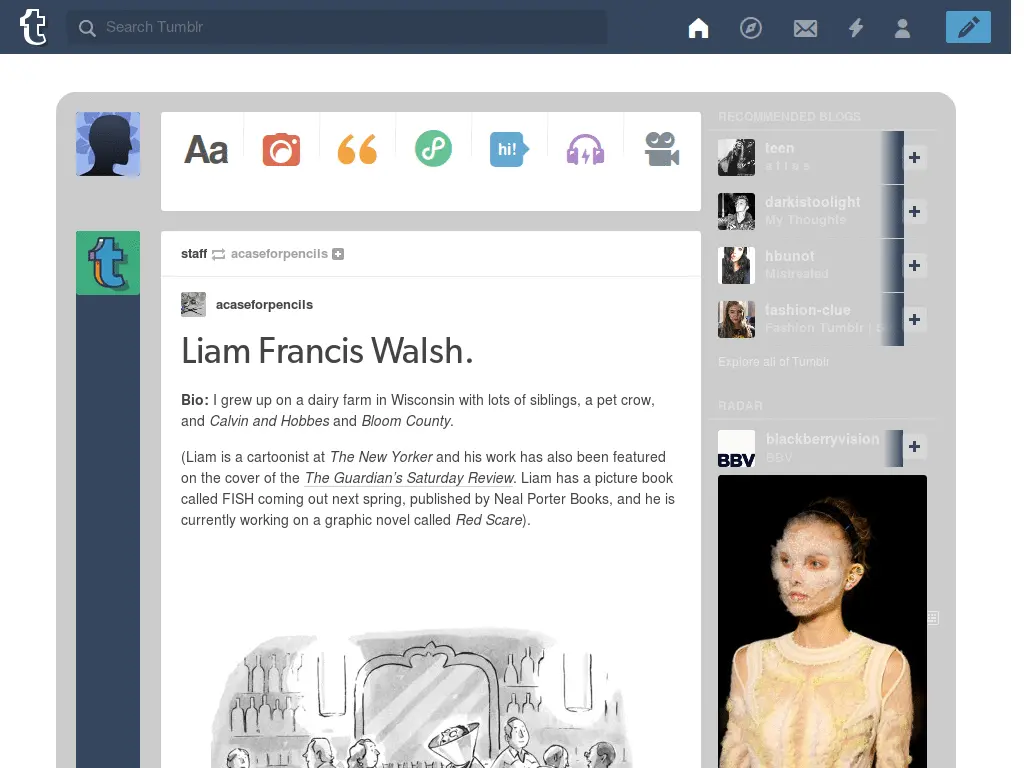 Search Tumblr
Aa
hi!
staff acaseforpencils
acaseforpencils
Liam Francis Walsh.
Bio: I grew up on a dairy farm in Wisconsin with lots of siblings, a pet crow,
and Calvin and Hobbes and Bloom County.
(Liam is a cartoonist at The New Yorker and his work has also been featured
on the cover of the The Guardian’s Saturday Review. Liam has a picture book
called FISH coming out next spring, published by Neal Porter Books, and he is
currently working on a graphic novel called Red Scare).
RECOMMENDED BLOGS
teen
a l i v e
darkistoolight
My Thoughts
hbunot
Mistreated
fashion-clue
Fashion Tumblr |
Explore all of Tumblr
RADAR
BBV
blackberryvision
BBV